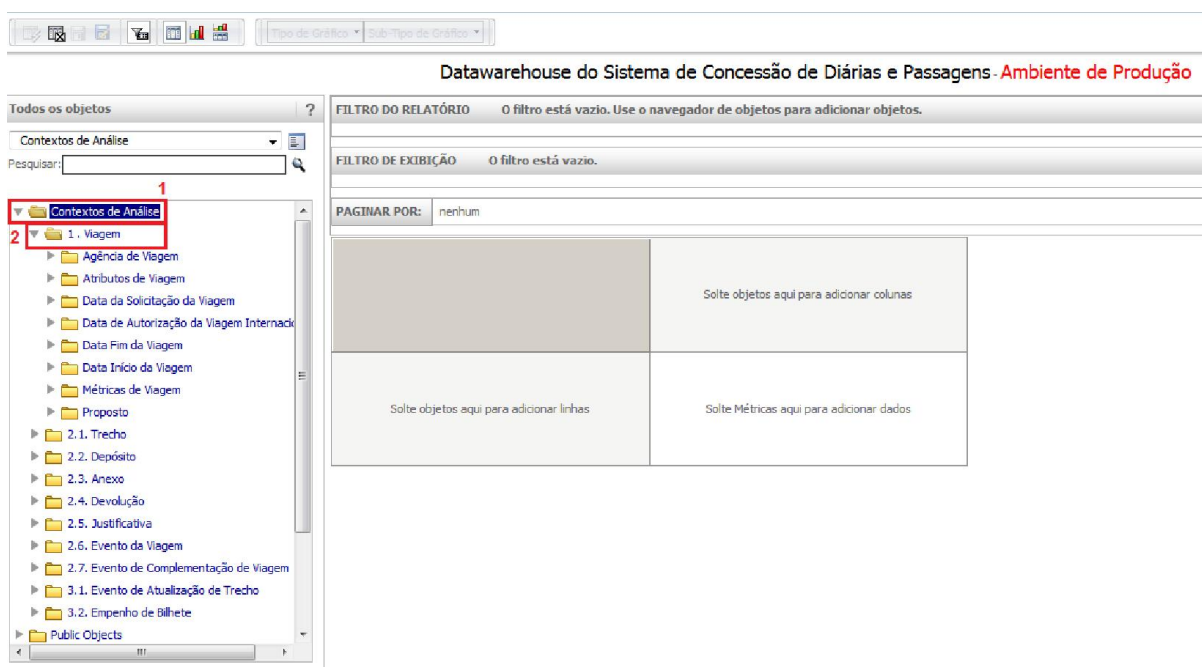 Tipo de Gráfico Sub-Tipo de Gráfico
Datawarehouse do Sistema de Concessão de Diárias e Passagens - Ambiente de Produção
Todos os objetos ?
Contextos de Análise
Pesquisar:
1
Contextos de Análise
2 1 . Viagem
Agência de Viagem
Atributos de Viagem
Data da Solicitação da Viagem
Data de Autorização da Viagem Internacio
Data Fim da Viagem
Data Início da Viagem
Métricas de Viagem
Proposto
2.1. Trecho
2.2. Depósito
2.3. Anexo
2.4. Devolução
2.5. Justificativa
2.6. Evento da Viagem
2.7. Evento de Complementação de Viagem
3.1. Evento de Atualização de Trecho
3.2. Empenho de Bilhete
Public Objects
FILTRO DO RELATÓRIO O filtro está vazio. Use o navegador de objetos para adicionar objetos.
FILTRO DE EXIBIÇÃO O filtro está vazio.
PAGINAR POR: nenhum
Solte objetos aqui para adicionar colunas
Solte objetos aqui para adicionar linhas
Solte Métricas aqui para adicionar dados